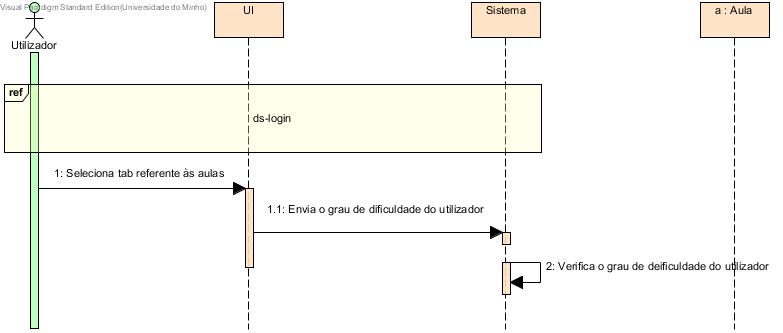 Visual Paradigm Standard Edition(Universidade do Minho)
UI
Sistema
a : Aula
Utilizador
ref
ds-login
1: Seleciona tab referente às aulas
1.1: Envia o grau de dificuldade do utilizador
2: Verifica o grau de deificuldade do utilizador